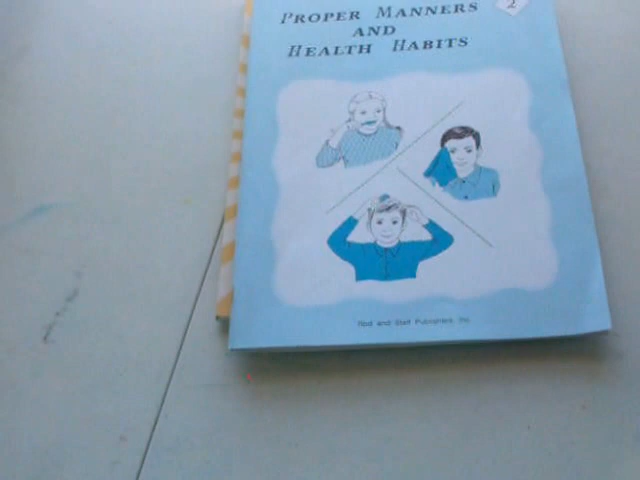 2
PROPER MANNERS
AND
HEALTH HABITS
Rod and Staff Publishers, Inc.